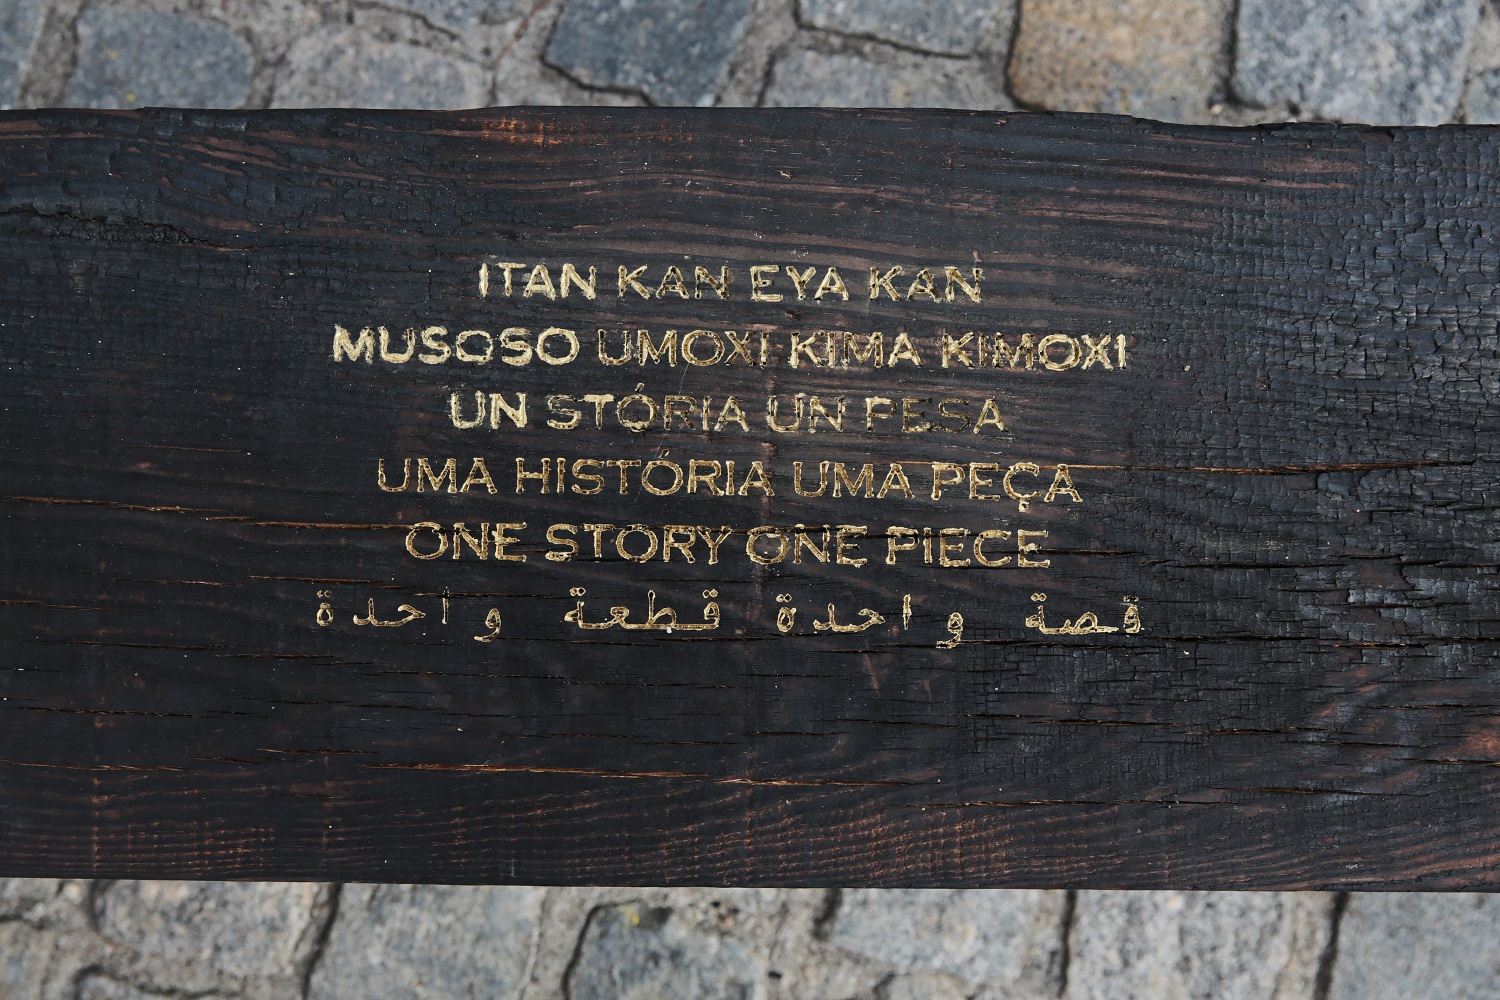 ITAN KAN EYA KAN
MUSOSO UMOXI KIMA KIMOXI
UN STÓRIA UN PESA
UMA HISTÓRIA UMA PEÇA
ONE STORY ONE PIECE
قصة واحدة قطعة واحدة